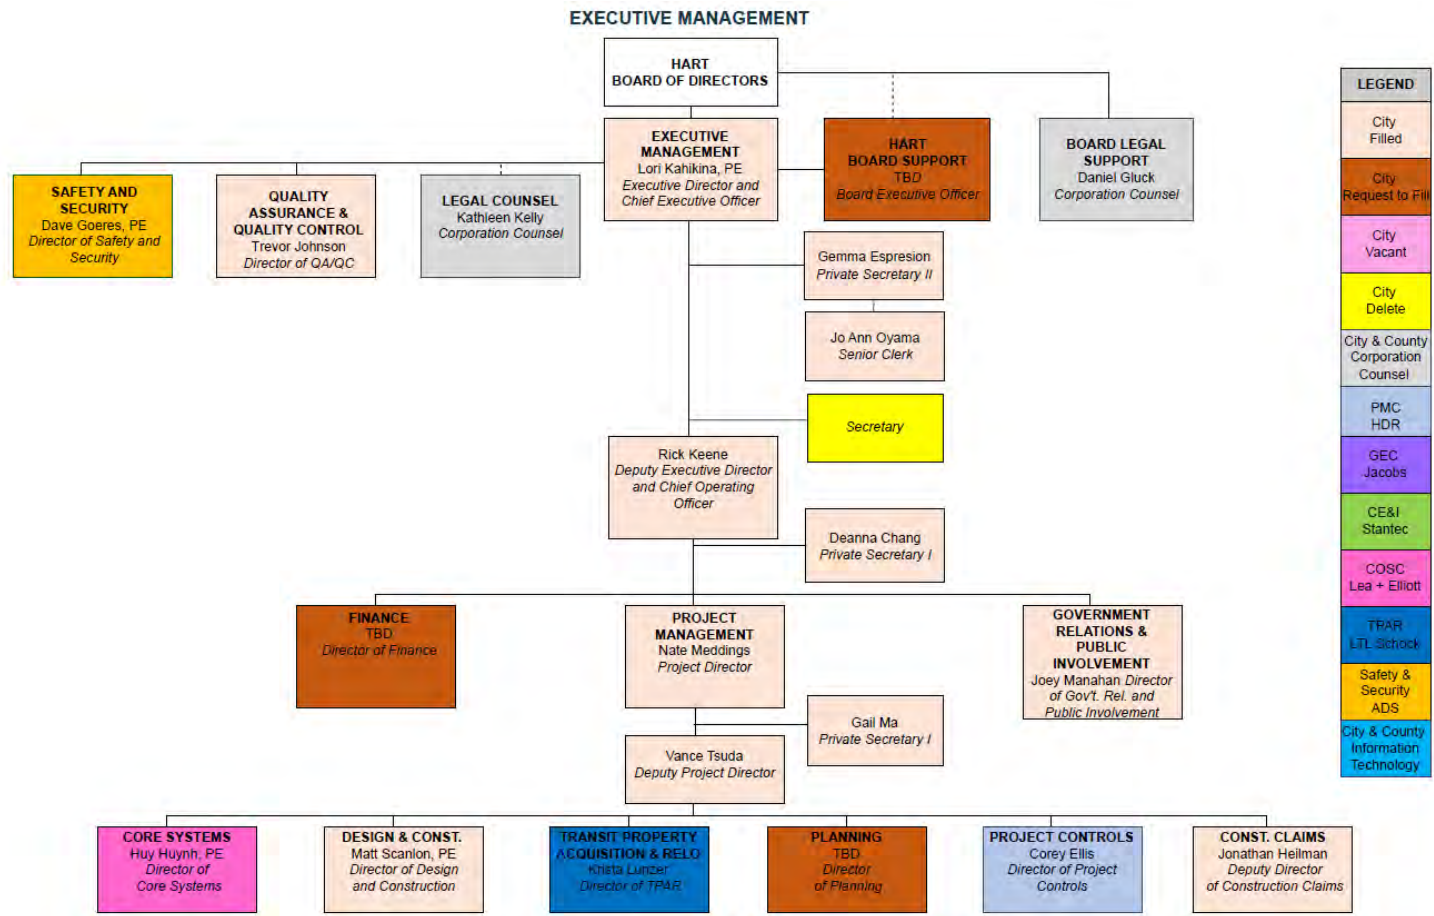 EXECUTIVE MANAGEMENT
HART
BOARD OF DIRECTORS
EXECUTIVE
MANAGEMENT
Lori Kahikina, PE
Executive Director and
Chief Executive Officer
HART
BOARD SUPPORT
TBD
Board Executive Officer
BOARD LEGAL
SUPPORT
Daniel Gluck
Corporation Counsel
SAFETY AND
SECURITY
Dave Goeres, PE
Director of Safety and
Security
QUALITY
ASSURANCE &
QUALITY CONTROL
Trevor Johnson
Director of QA/QC
LEGAL COUNSEL
Kathleen Kelly
Corporation Counsel
Gemma Espresion
Private Secretary II
Jo Ann Oyama
Senior Clerk
Secretary
Rick Keene
Deputy Executive Director
and Chief Operating
Officer
Deanna Chang
Private Secretary I
FINANCE
TBD
Director of Finance
PROJECT
MANAGEMENT
Nate Meddings
Project Director
GOVERNMENT
RELATIONS &
PUBLIC
INVOLVEMENT
Joey Manahan Director
of Gov't. Rel. and
Public Involvement
Gail Ma
Private Secretary I
Vance Tsuda
Deputy Project Director
CORE SYSTEMS
Huy Huynh, PE
Director of
Core Systems
DESIGN & CONST.
Matt Scanlon, PE
Director of Design
and Construction
TRANSIT PROPERTY
ACQUISITION & RELO
Krista Lunzer
Director of TPAR
PLANNING
TBD
Director
of Planning
PROJECT CONTROLS
Corey Ellis
Director of Project
Controls
CONST. CLAIMS
Jonathan Heilman
Deputy Director
of Construction Claims
LEGEND
City
Filled
City
Request to Fill
City
Vacant
City
Delete
City & County
Corporation
Counsel
PMC
HDR
GEC
Jacobs
CE&I
Stantec
COSC
Lea + Elliott
TPAR
LTL Schock
Safety &
Security
ADS
City & County
Information
Technology